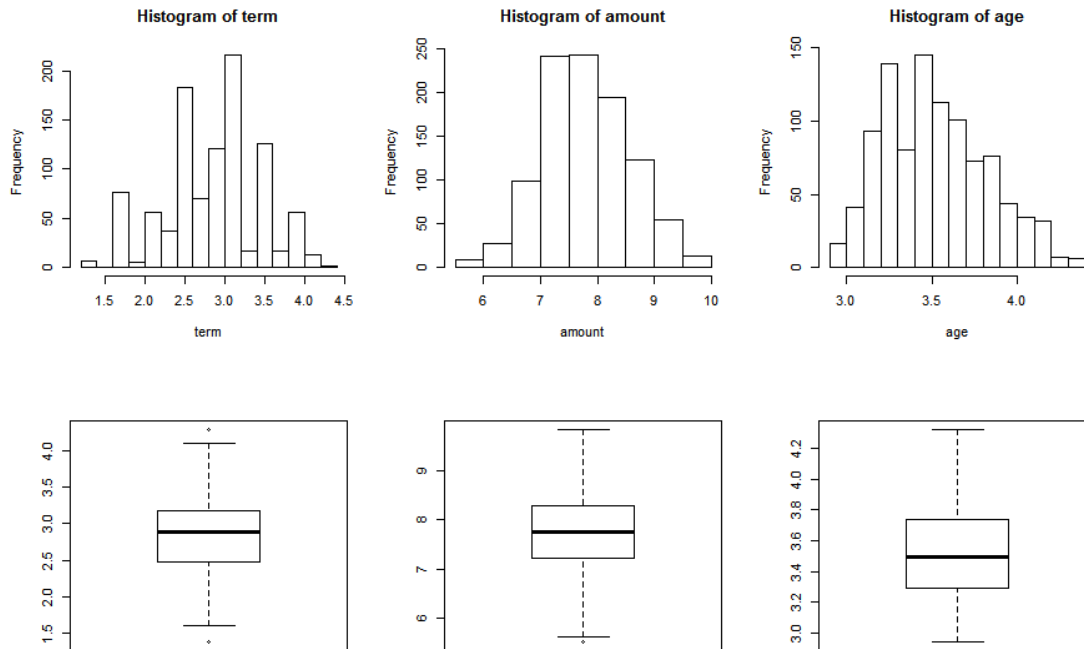 Histogram of term
Frequency
0 50 100 150 200
1.5 2.0 2.5 3.0 3.5 4.0 4.5
term
Histogram of amount
Frequency
0 50 100 150 200 250
6 7 8 9 10
amount
Histogram of age
Frequency
0 50 100 150
3.0 3.5 4.0
age
1.5 2.0 2.5 3.0 3.5 4.0
6 7 8 9
3.0 3.2 3.4 3.6 3.8 4.0 4.2